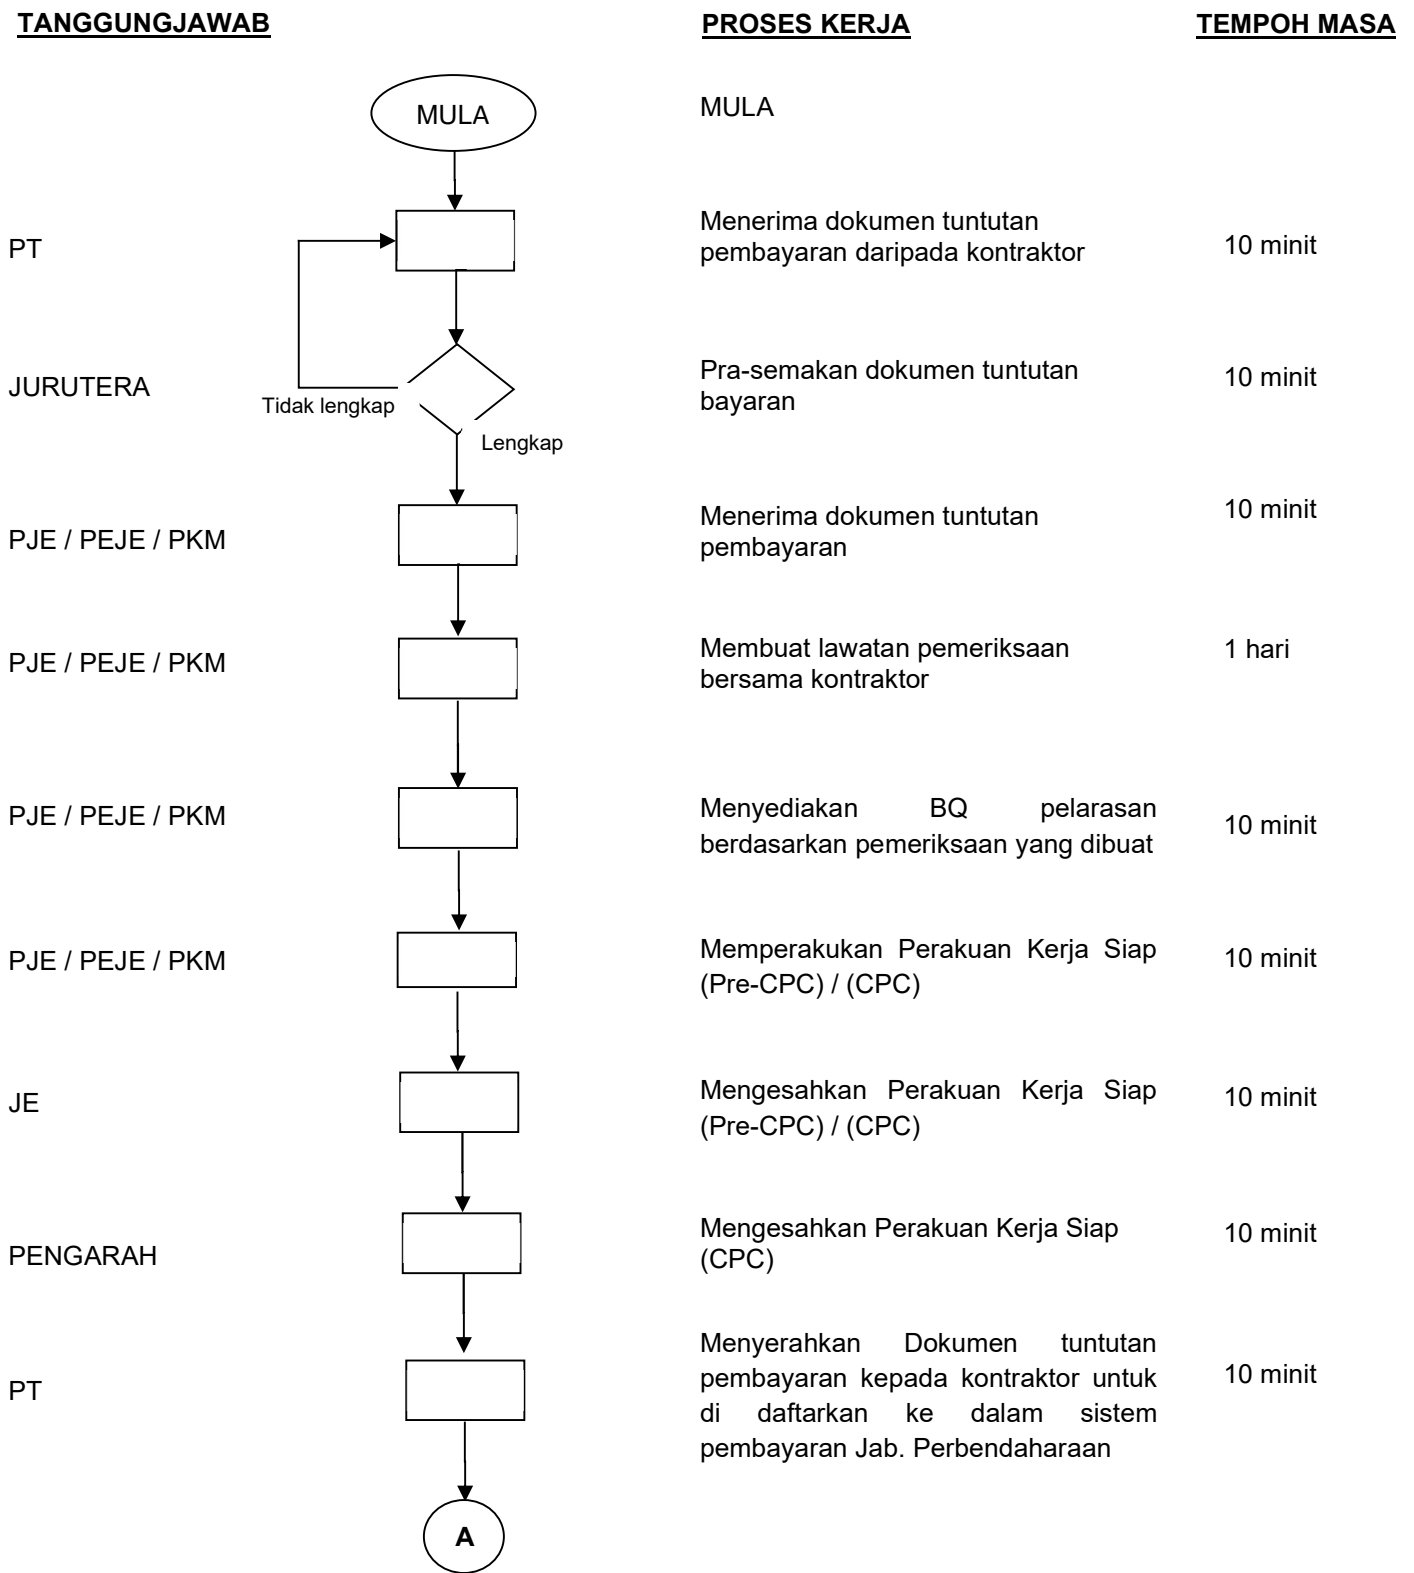 TANGGUNGJAWAB
PROSES KERJA
TEMPOH MASA
MULA
MULA
PT
Menerima dokumen tuntutan
pembayaran daripada kontraktor
10 minit
JURUTERA
Tidak lengkap
Lengkap
Pra-semakan dokumen tuntutan
bayaran
10 minit
PJE / PEJE / PKM
Menerima dokumen tuntutan
pembayaran
10 minit
PJE / PEJE / PKM
Membuat lawatan pemeriksaan
bersama kontraktor
1 hari
PJE / PEJE / PKM
Menyediakan BQ pelarasan
berdasarkan pemeriksaan yang dibuat
10 minit
PJE / PEJE / PKM
Memperakukan Perakuan Kerja Siap
(Pre-CPC) / (CPC)
10 minit
JE
Mengesahkan Perakuan Kerja Siap
(Pre-CPC) / (CPC)
10 minit
PENGARAH
Mengesahkan Perakuan Kerja Siap
(CPC)
10 minit
PT
Menyerahkan Dokumen tuntutan
pembayaran kepada kontraktor untuk
di daftarkan ke dalam sistem
pembayaran Jab. Perbendaharaan
10 minit
A